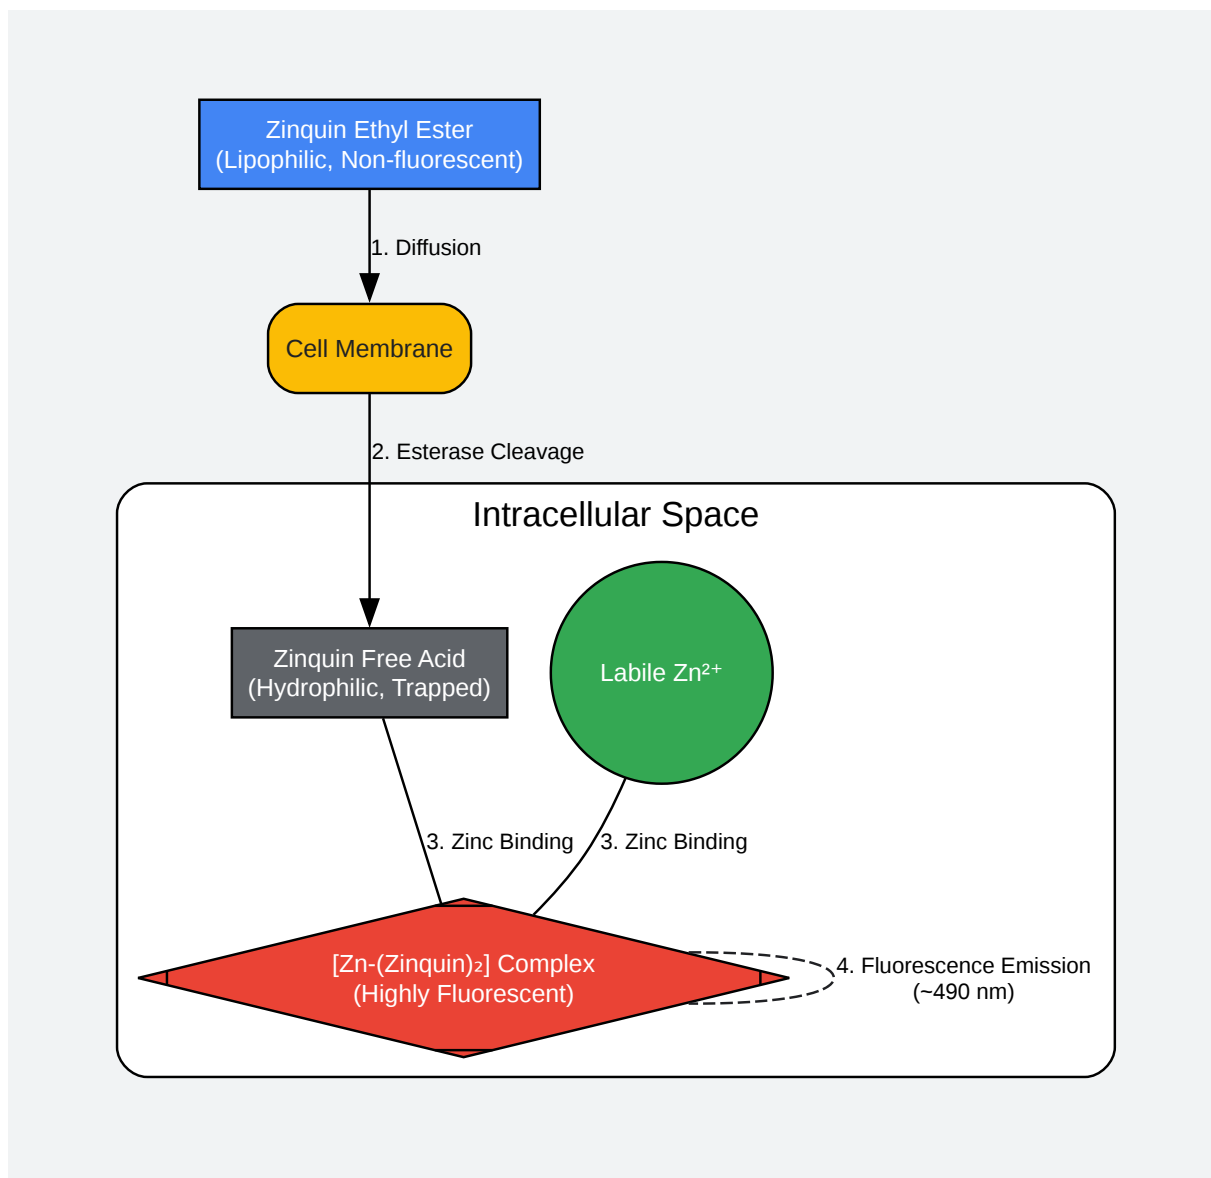 Zinquin Ethyl Ester
(Lipophilic, Non-fluorescent)
1. Diffusion
Cell Membrane
2. Esterase Cleavage
Intracellular Space
Zinquin Free Acid
(Hydrophilic, Trapped)
Labile Zn²⁺
3. Zinc Binding
3. Zinc Binding
[Zn-(Zinquin)₂] Complex
(Highly Fluorescent)
4. Fluorescence Emission
(~490 nm)